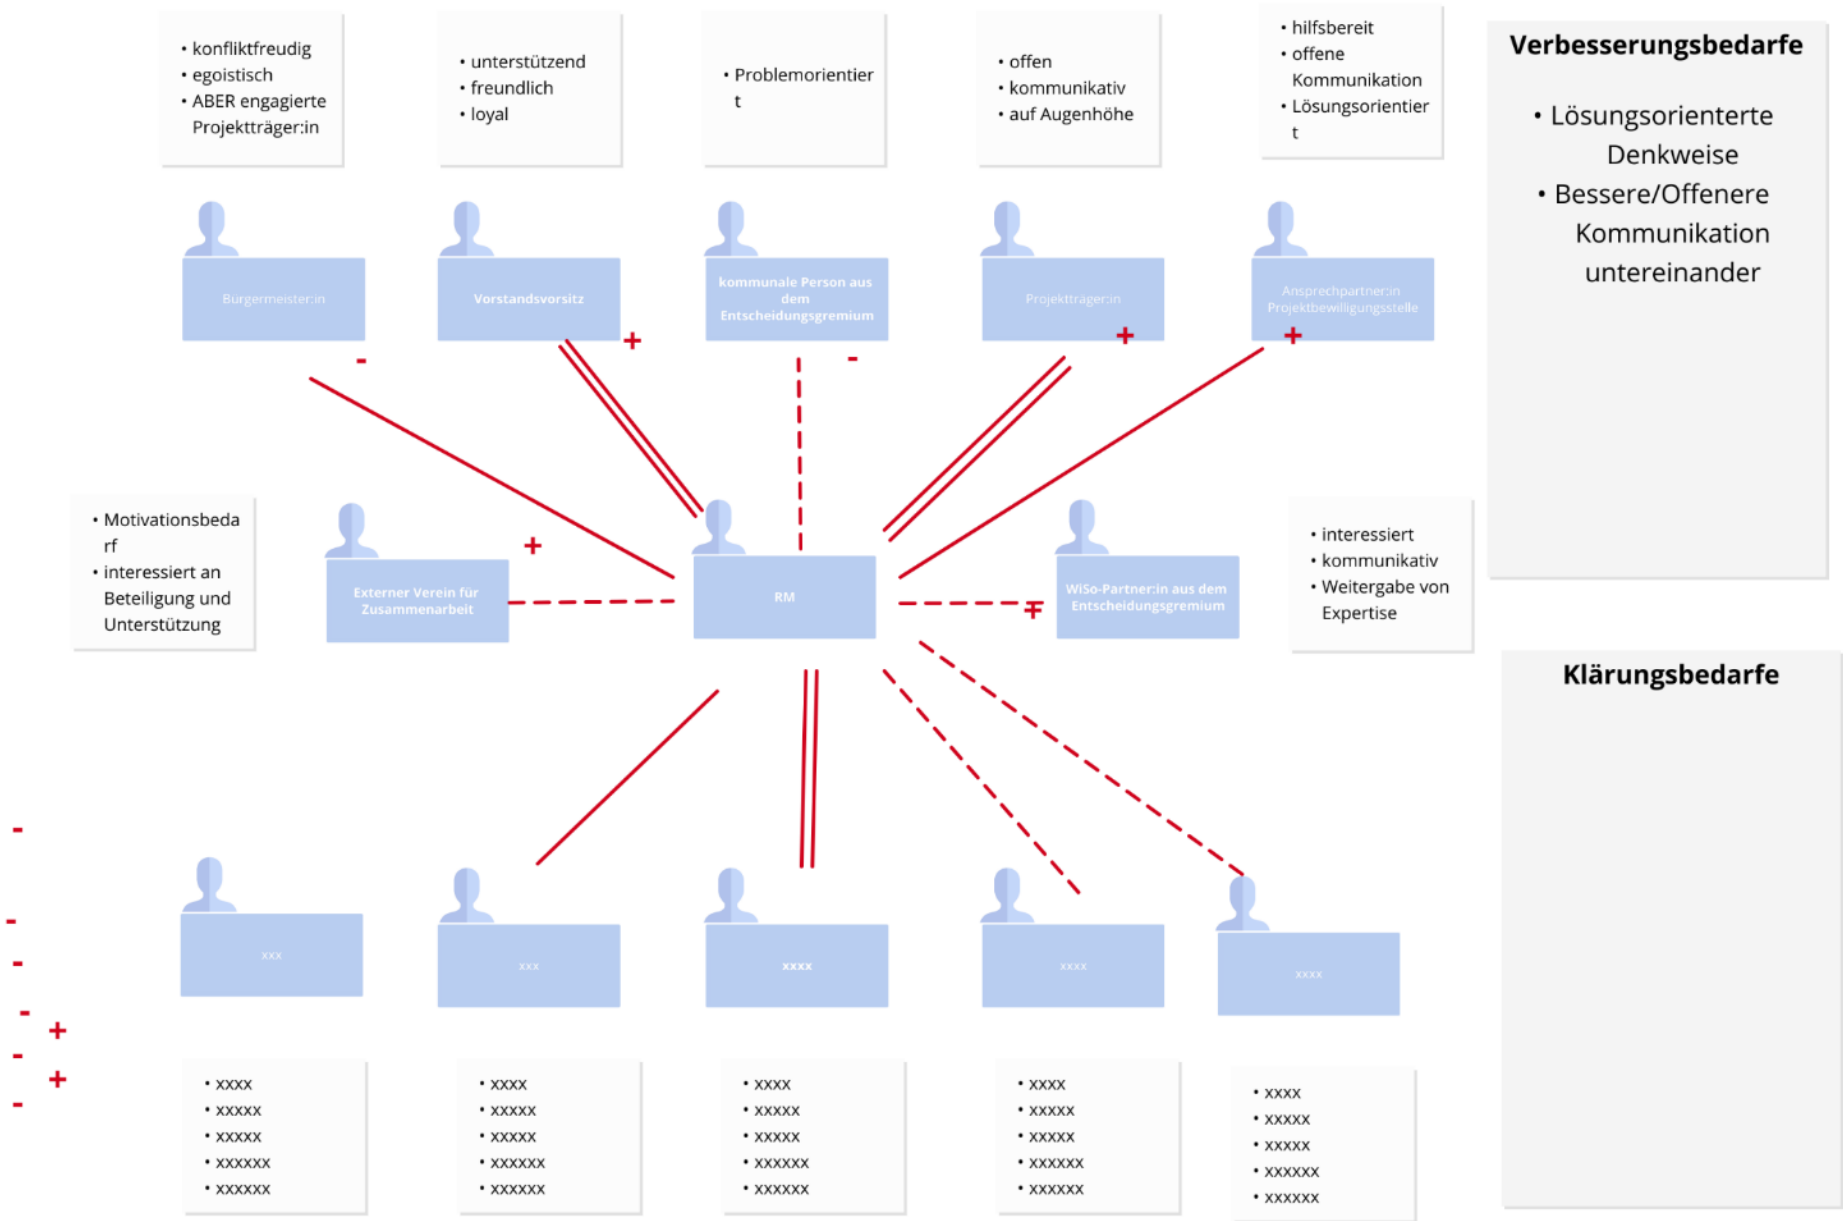 • konfliktfreudig
• egoistisch
• ABER engagierte
Projektträger:in
• unterstützend
• freundlich
• loyal
• Problemorientier
t
• offen
• kommunikativ
• auf Augenhöhe
• hilfsbereit
• offene
Kommunikation
• Lösungsorientier
t
Verbesserungsbedarfe
• Lösungsorienterte
Denkweise
• Bessere/Offenere
Kommunikation
untereinander
Bürgermeister:in
Vorstandsvorsitz
kommunale Person aus
dem
Entscheidungsgremium
Projektträger:in
Ansprechpartner:in
Projektbewilligungsstelle
-
+
-
+
+
• Motivationsbeda
rf
• interessiert an
Beteiligung und
Unterstützung
+
Externer Verein für
Zusammenarbeit
RM
WiSo-Partner:in aus dem
Entscheidungsgremium
+
• interessiert
• kommunikativ
• Weitergabe von
Expertise
Klärungsbedarfe
-
-
-
-
+
-
+
-
xxx
xxx
xxxx
xxxx
xxxx
• xxxx
• xxxxx
• xxxxx
• xxxxxx
• xxxxxx
• xxxx
• xxxxx
• xxxxx
• xxxxxx
• xxxxxx
• xxxx
• xxxxx
• xxxxx
• xxxxxx
• xxxxxx
• xxxx
• xxxxx
• xxxxx
• xxxxxx
• xxxxxx
• xxxx
• xxxxx
• xxxxx
• xxxxxx
• xxxxxx